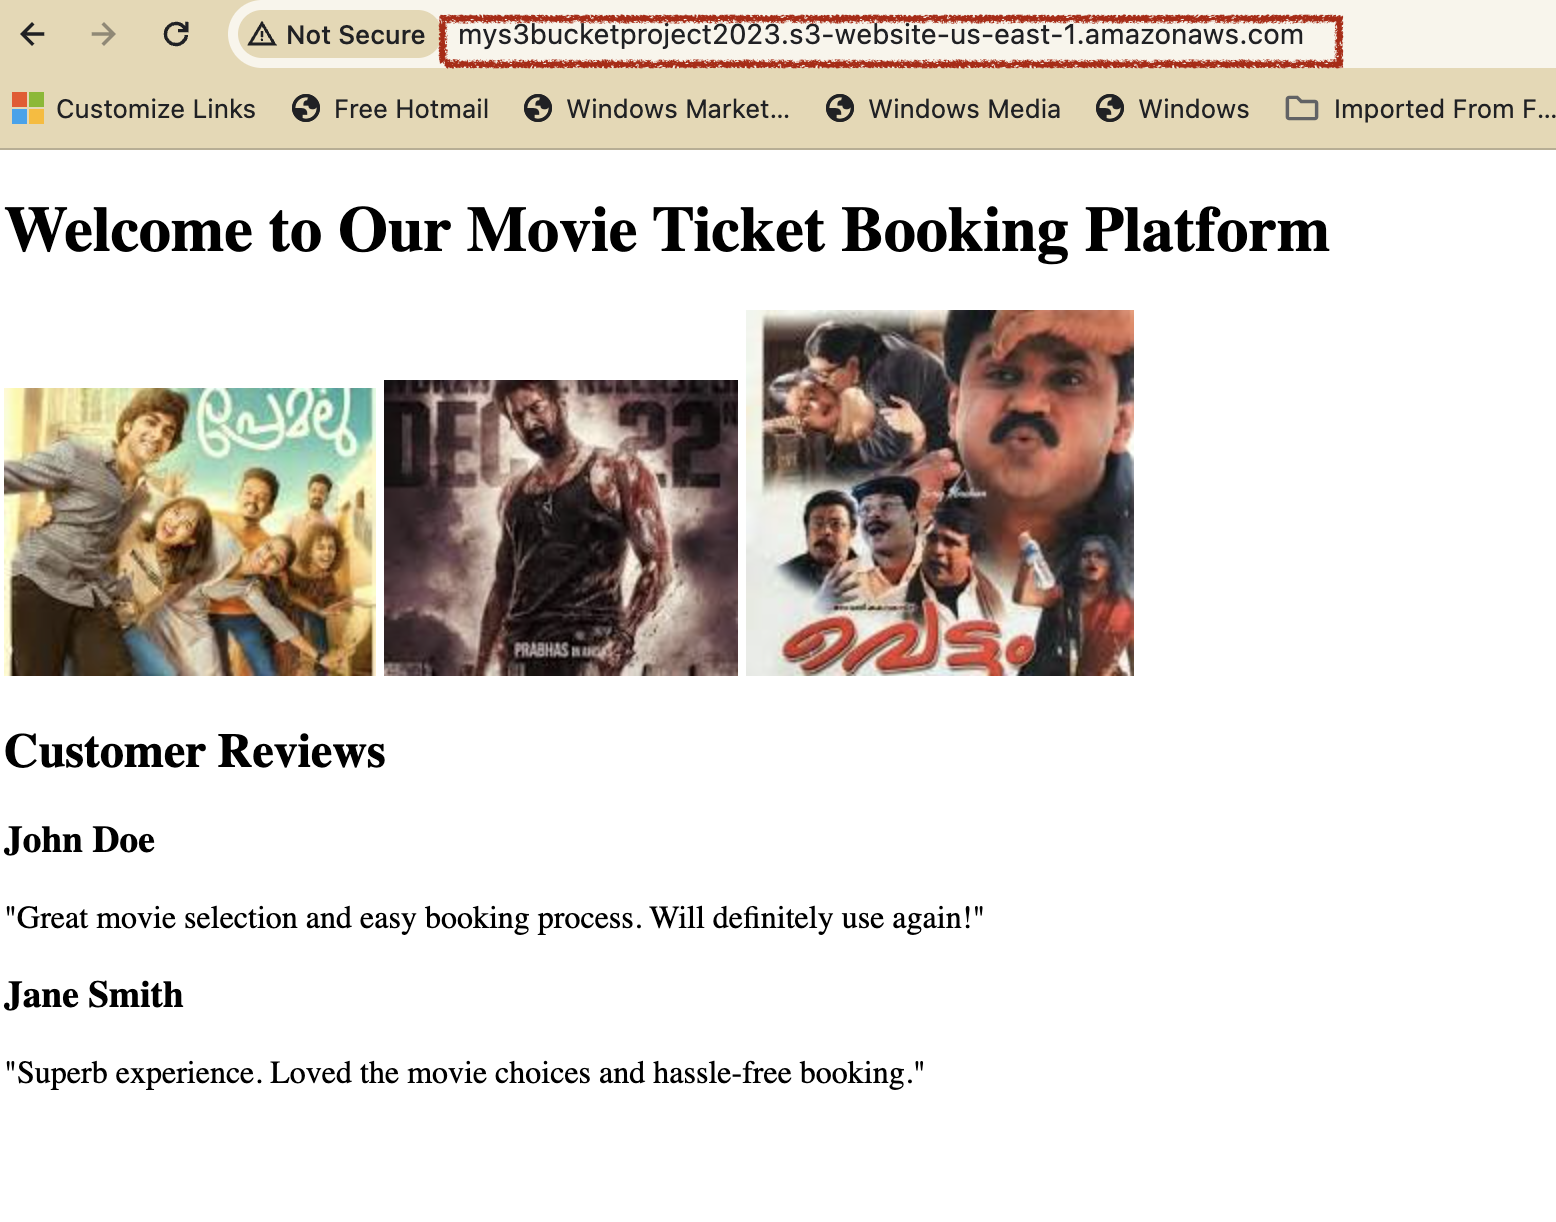 Not Secure mys3bucketproject2023.s3-website-us-east-1.amazonaws.com
Customize Links Free Hotmail Windows Market... Windows Media Windows Imported From F...
Welcome to Our Movie Ticket Booking Platform
പ്രേമലു
DEC 22
PRABHAS
വെട്ടം
Customer Reviews
John Doe
"Great movie selection and easy booking process. Will definitely use again!"
Jane Smith
"Superb experience. Loved the movie choices and hassle-free booking."